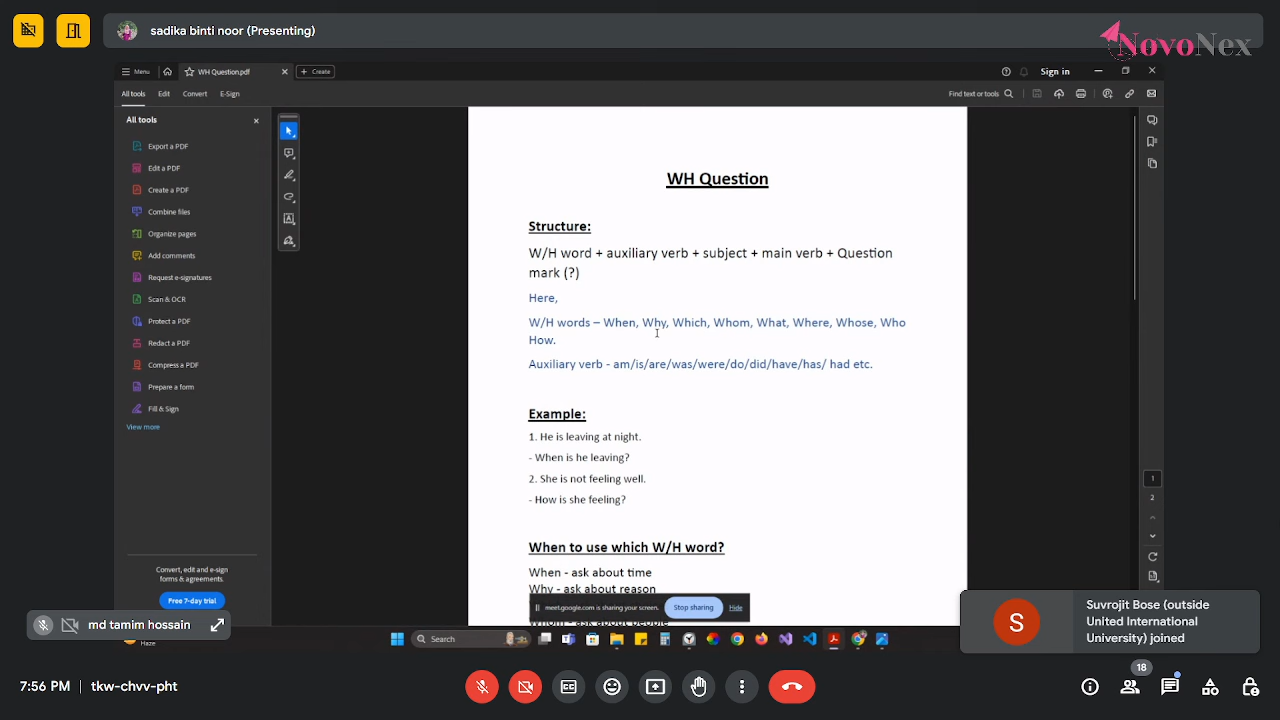 sadika binti noor (Presenting)
NovoNex
Menu
WH Question.pdf
Create
Sign in
All tools
Edit
Convert
E-Sign
Find text or tools
All tools
Export a PDF
Edit a PDF
Create a PDF
Combine files
Organize pages
Add comments
Request e-signatures
Scan & OCR
Protect a PDF
Redact a PDF
Compress a PDF
Prepare a form
Fill & Sign
View more
Convert, edit and e-sign
forms & agreements.
Free 7-day trial
WH Question
Structure:
W/H word + auxiliary verb + subject + main verb + Question
mark (?)
Here,
W/H words – When, Why, Which, Whom, What, Where, Whose, Who
How.
Auxiliary verb - am/is/are/was/were/do/did/have/has/ had etc.
Example:
1. He is leaving at night.
- When is he leaving?
2. She is not feeling well.
- How is she feeling?
When to use which W/H word?
When - ask about time
Why - ask about reason
Whom - ask about people
meet.google.com is sharing your screen.
Stop sharing
Hide
1
2
md tamim hossain
Haze
Search
S
Suvrojit Bese (outside
United International
University) joined
7:56 PM
tkw-chvv-pht
18